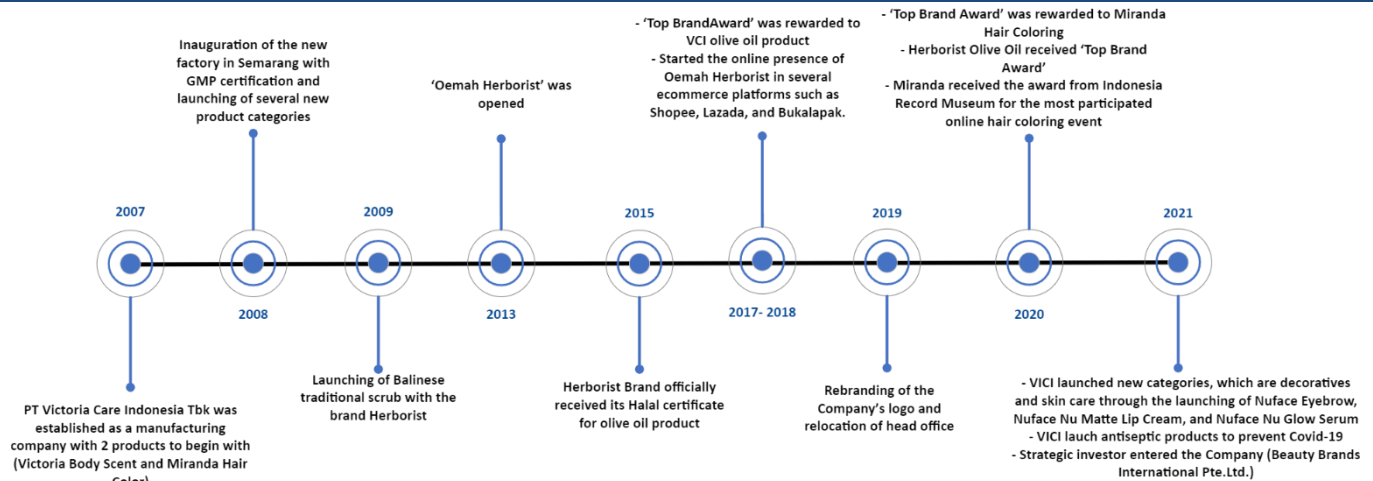 2007
PT Victoria Care Indonesia Tbk was
established as a manufacturing
company with 2 products to begin with
(Victoria Body Scent and Miranda Hair
Inauguration of the new
factory in Semarang with
GMP certification and
launching of several new
product categories
2008
2009
Launching of Balinese
traditional scrub with the
brand Herborist
‘Oemah Herborist’ was
opened
2013
2015
Herborist Brand officially
received its Halal certificate
for olive oil product
- ‘Top BrandAward’ was rewarded to
VCI olive oil product
- Started the online presence of
Oemah Herborist in several
ecommerce platforms such as
Shopee, Lazada, and Bukalapak.
2017- 2018
2019
Rebranding of the
Company’s logo and
relocation of head office
- ‘Top Brand Award’ was rewarded to Miranda
Hair Coloring
- Herborist Olive Oil received ‘Top Brand
Award’
- Miranda received the award from Indonesia
Record Museum for the most participated
online hair coloring event
2020
2021
- VICI launched new categories, which are decoratives
and skin care through the launching of Nuface Eyebrow,
Nuface Nu Matte Lip Cream, and Nuface Nu Glow Serum
- VICI lauch antiseptic products to prevent Covid-19
- Strategic investor entered the Company (Beauty Brands
International Pte.Ltd.)